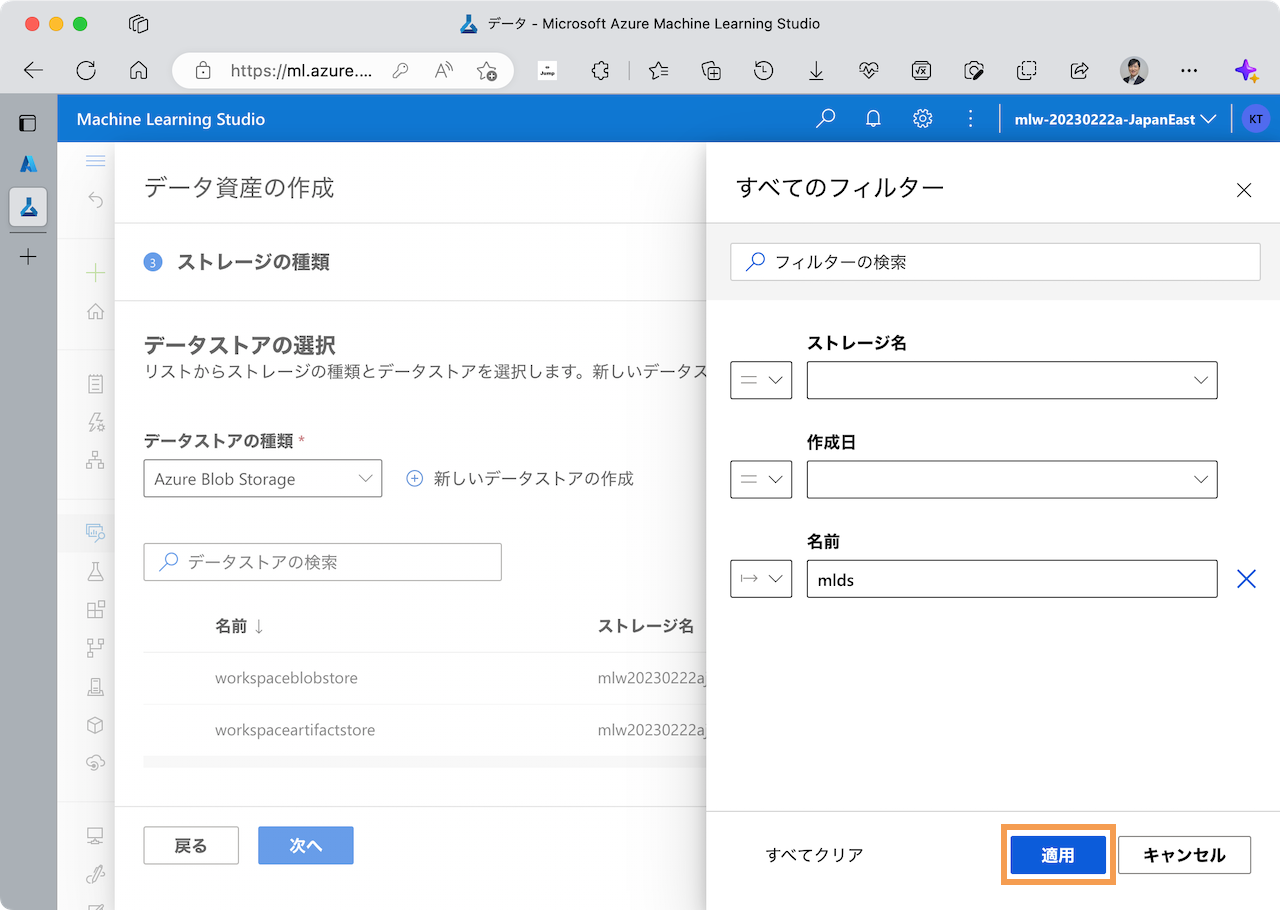 データ - Microsoft Azure Machine Learning Studio
https://ml.azure....
Jump
Machine Learning Studio
mlw-20230222a-JapanEast
KT
データ資産の作成
3 ストレージの種類
データストアの選択
リストからストレージの種類とデータストアを選択します。新しいデータス
データストアの種類 *
Azure Blob Storage
新しいデータストアの作成
データストアの検索
名前 ↓ ストレージ名
workspaceblobstore mlw20230222aj
workspaceartifactstore mlw20230222aj
戻る 次へ
すべてのフィルター
フィルターの検索
ストレージ名
作成日
名前
mlds
すべてクリア 適用 キャンセル